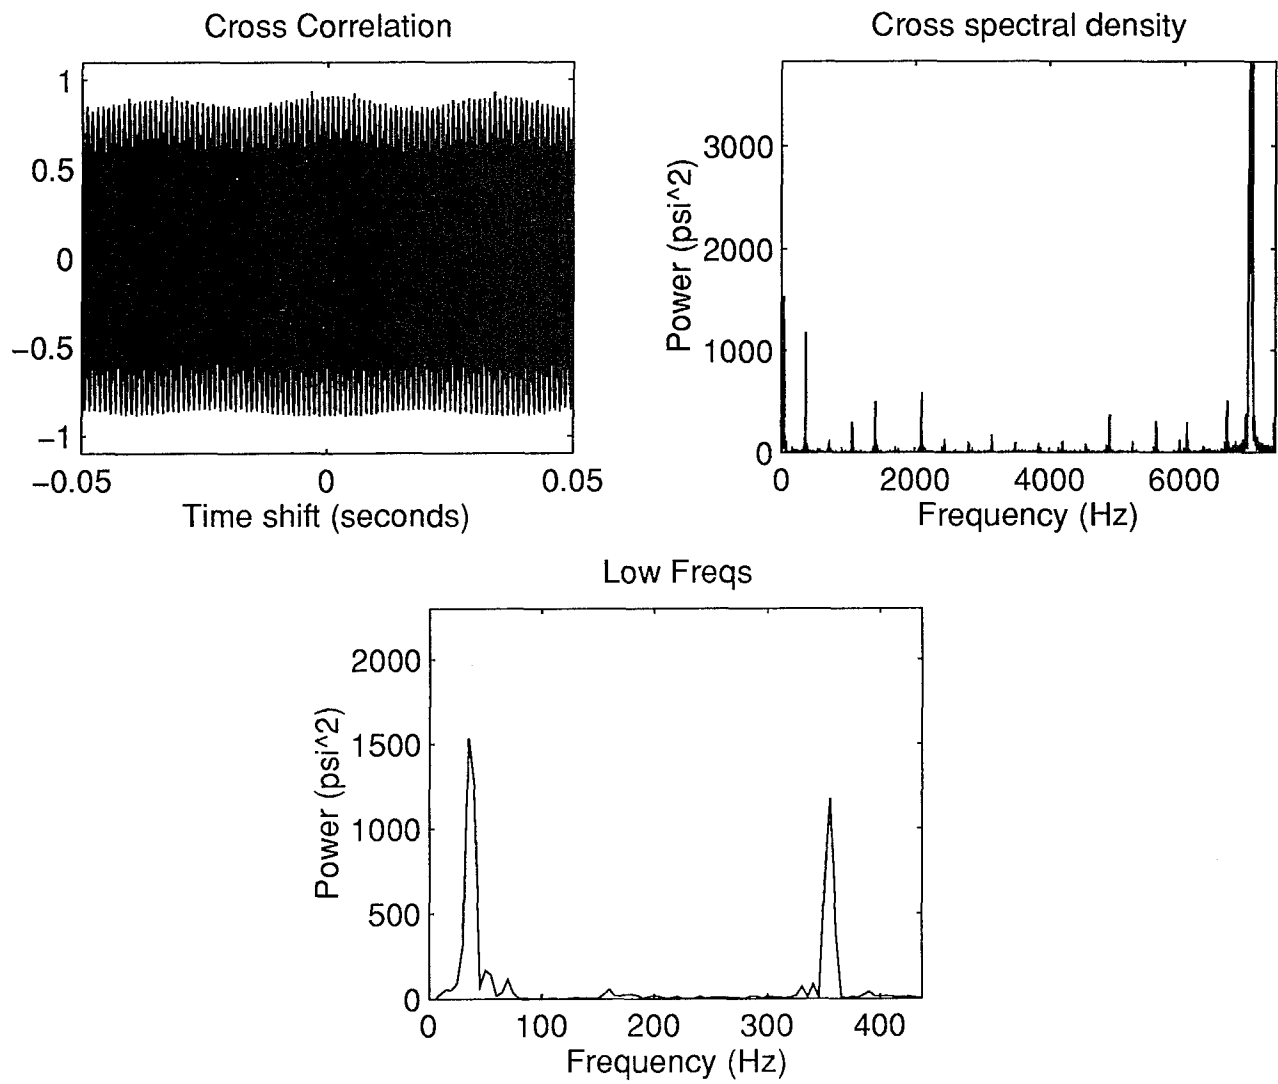 Cross Correlation
1
0.5
0
−0.5
−1
−0.05 0 0.05
Time shift (seconds)
Cross spectral density
Power (psi^2)
3000
2000
1000
0
0 2000 4000 6000
Frequency (Hz)
Low Freqs
Power (psi^2)
2000
1500
1000
500
0
0 100 200 300 400
Frequency (Hz)